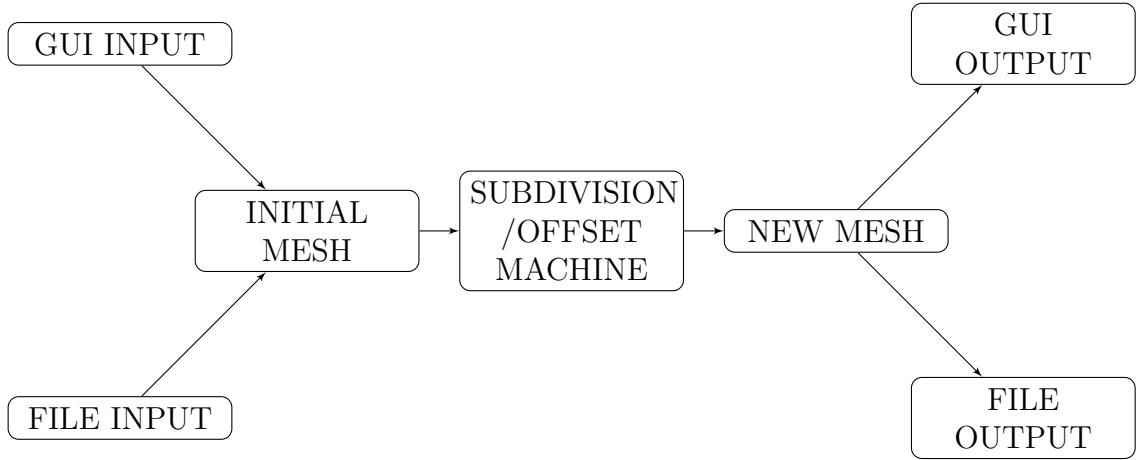 GUI INPUT
GUI
OUTPUT
INITIAL
MESH
SUBDIVISION
/OFFSET
MACHINE
NEW MESH
FILE INPUT
FILE
OUTPUT